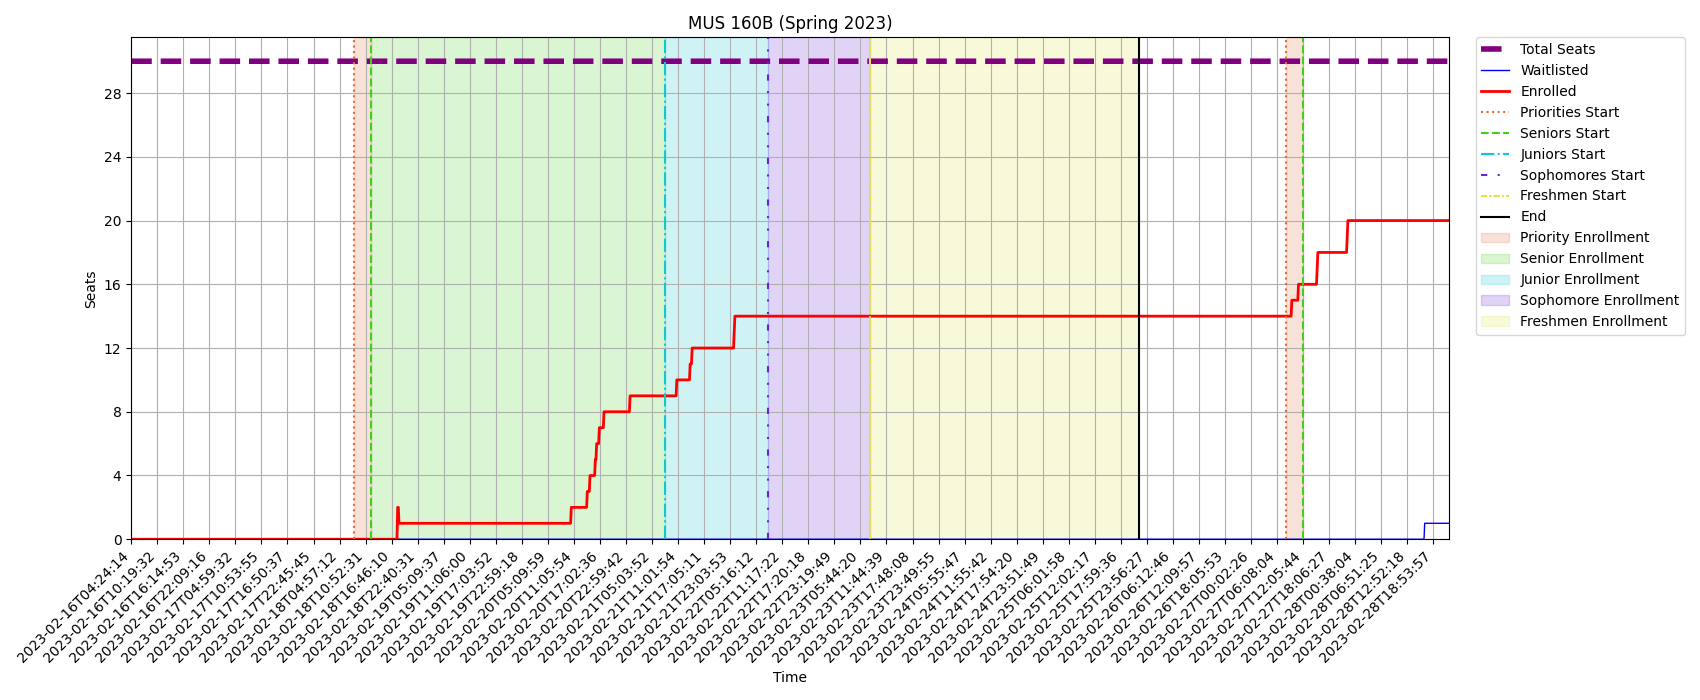 MUS 160B (Spring 2023)
Seats
28
24
20
16
12
8
4
0
2023-02-16T04:24:14
2023-02-16T10:19:32
2023-02-16T16:14:53
2023-02-16T22:09:16
2023-02-17T04:59:32
2023-02-17T10:53:55
2023-02-17T16:50:37
2023-02-17T22:45:45
2023-02-18T04:57:12
2023-02-18T10:52:31
2023-02-18T16:46:10
2023-02-18T22:40:31
2023-02-19T05:09:37
2023-02-19T11:06:00
2023-02-19T17:03:52
2023-02-19T22:59:18
2023-02-20T05:09:59
2023-02-20T11:05:54
2023-02-20T17:02:36
2023-02-20T22:59:42
2023-02-21T05:03:52
2023-02-21T11:01:54
2023-02-21T17:05:11
2023-02-21T23:03:53
2023-02-22T05:16:12
2023-02-22T11:17:22
2023-02-22T17:20:18
2023-02-22T23:19:49
2023-02-23T05:44:20
2023-02-23T11:44:39
2023-02-23T17:48:08
2023-02-23T23:49:55
2023-02-24T05:55:47
2023-02-24T11:55:42
2023-02-24T17:54:20
2023-02-24T23:51:49
2023-02-25T06:01:58
2023-02-25T12:02:17
2023-02-25T17:59:36
2023-02-25T23:56:27
2023-02-26T06:12:46
2023-02-26T12:09:57
2023-02-26T18:05:53
2023-02-27T00:02:26
2023-02-27T06:08:04
2023-02-27T12:05:44
2023-02-27T18:06:27
2023-02-28T00:38:04
2023-02-28T06:51:25
2023-02-28T12:52:18
2023-02-28T18:53:57
Time
Total Seats
Waitlisted
Enrolled
Priorities Start
Seniors Start
Juniors Start
Sophomores Start
Freshmen Start
End
Priority Enrollment
Senior Enrollment
Junior Enrollment
Sophomore Enrollment
Freshmen Enrollment